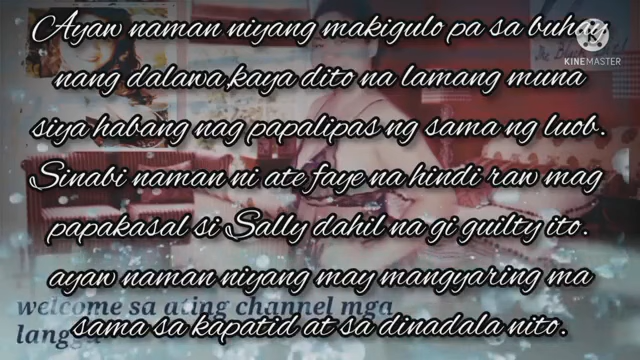 Ayaw naman niyang makigulo pa sa buhay
nang dalawa,kaya dito na lamang muna
siya habang nag papalipas ng sama ng luob.
Sinabi naman ni ate faye na hindi raw mag
papakasal si Sally dahil na gi guilty ito.
ayaw naman niyang may mangyaring ma
sama sa kapatid at sa dinadala nito.
welcome sa ating channel mga
langga
KINEMASTER